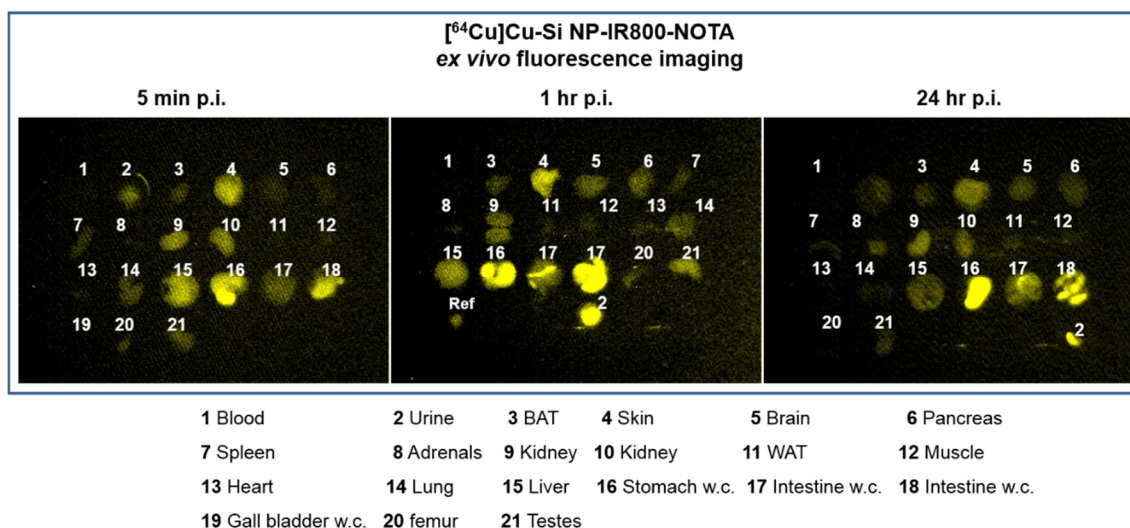 [⁶⁴Cu]Cu-Si NP-IR800-NOTA
ex vivo fluorescence imaging
5 min p.i. 1 hr p.i. 24 hr p.i.
1 2 3 4 5 6
7 8 9 10 11 12
13 14 15 16 17 18
19 20 21
1 3 4 5 6 7
8 9 11 12 13 14
15 16 17 17 20 21
Ref 2
1 3 4 5 6
7 8 9 10 11 12
13 14 15 16 17 18
20 21 2
1 Blood 2 Urine 3 BAT 4 Skin 5 Brain 6 Pancreas
7 Spleen 8 Adrenals 9 Kidney 10 Kidney 11 WAT 12 Muscle
13 Heart 14 Lung 15 Liver 16 Stomach w.c. 17 Intestine w.c. 18 Intestine w.c.
19 Gall bladder w.c. 20 femur 21 Testes